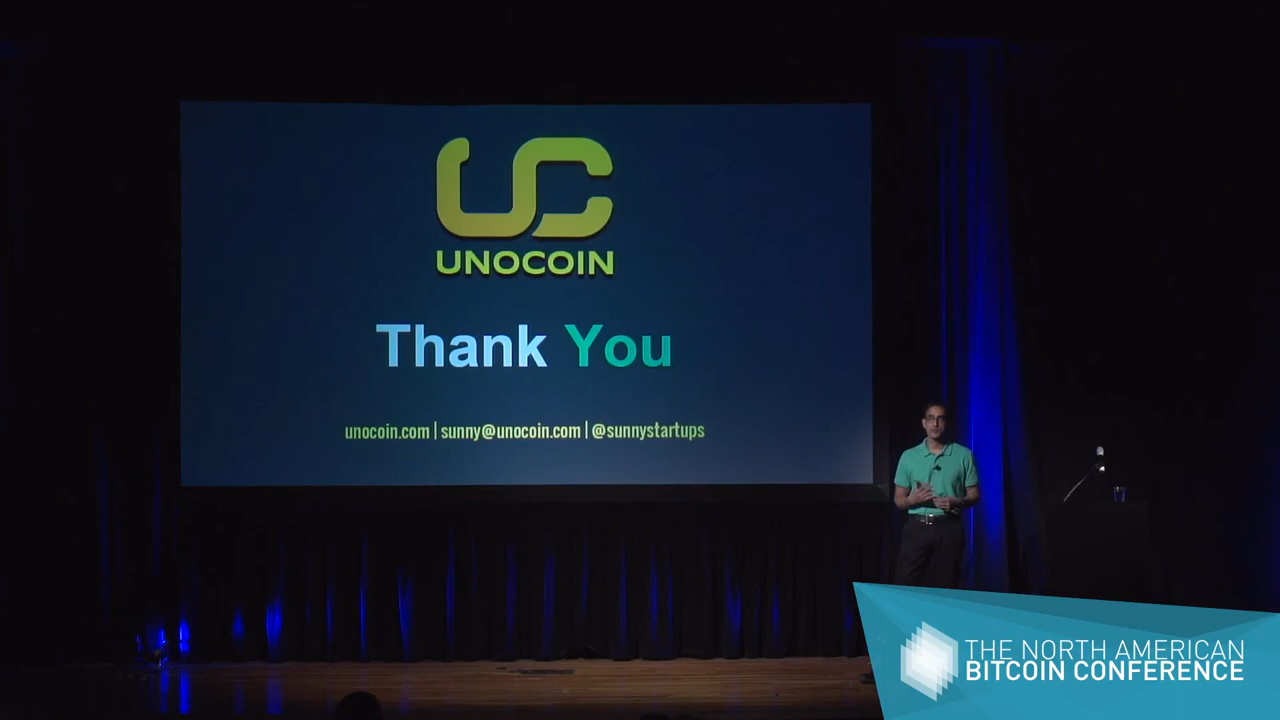 UC
UNOCOIN
Thank You
unocoin.com | sunny@unocoin.com | @sunnystartups
THE NORTH AMERICAN
BITCOIN CONFERENCE